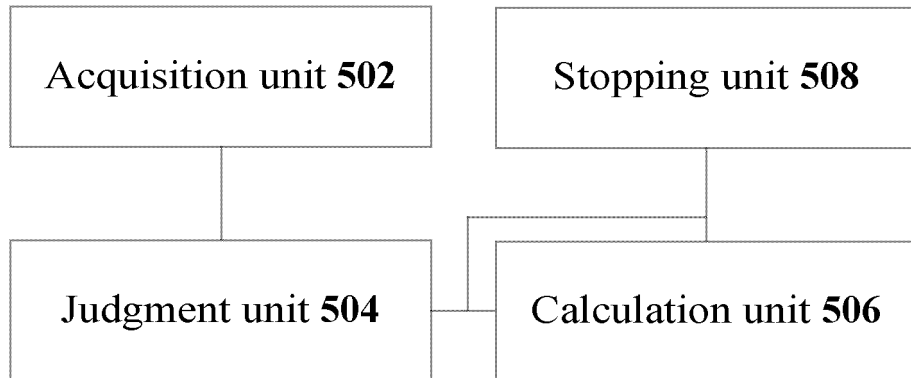 Acquisition unit 502
Stopping unit 508
Judgment unit 504
Calculation unit 506